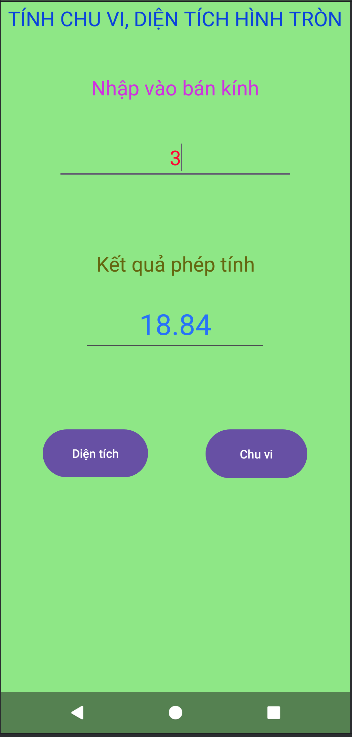 TÍNH CHU VI, DIỆN TÍCH HÌNH TRÒN
Nhập vào bán kính
3
Kết quả phép tính
18.84
Diện tích
Chu vi